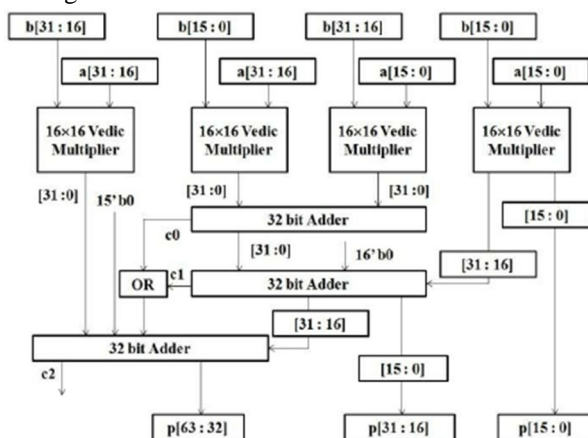 b[31 : 16]
b[15 : 0]
b[31 : 16]
b[15 : 0]
a[31 : 16]
a[31 : 16]
a[15 : 0]
a[15 : 0]
16×16 Vedic
Multiplier
16×16 Vedic
Multiplier
16×16 Vedic
Multiplier
16×16 Vedic
Multiplier
[31 :0]
15' b0
[31 :0]
[31 :0]
[15 : 0]
32 bit Adder
c0
[31 :0]
16' b0
[31 : 16]
OR
c1
32 bit Adder
[31 : 16]
32 bit Adder
[15 : 0]
c2
p[63 : 32]
p[31 : 16]
p[15 : 0]